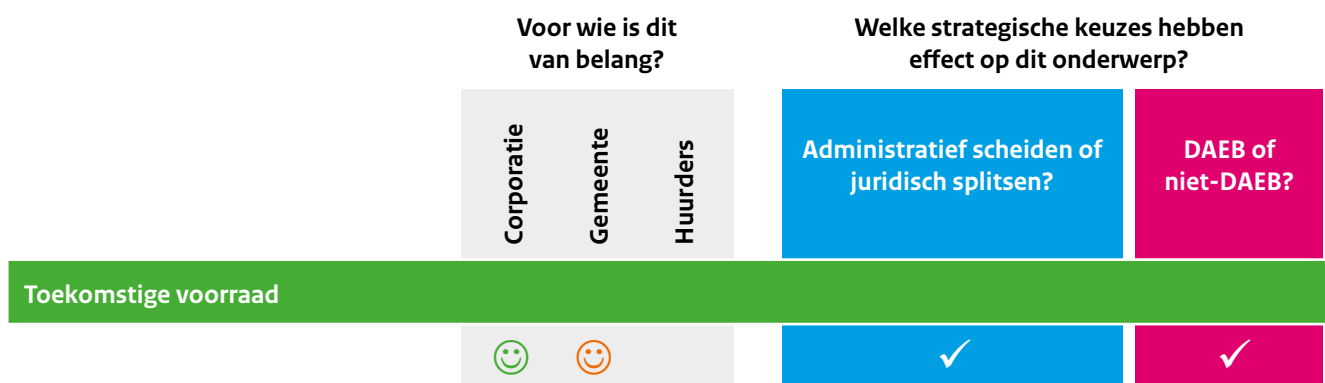 Voor wie is dit
van belang?
Welke strategische keuzes hebben
effect op dit onderwerp?
Corporatie
Gemeente
Huurders
Administratief scheiden of
juridisch splitsen?
DAEB of
niet-DAEB?
Toekomstige voorraad